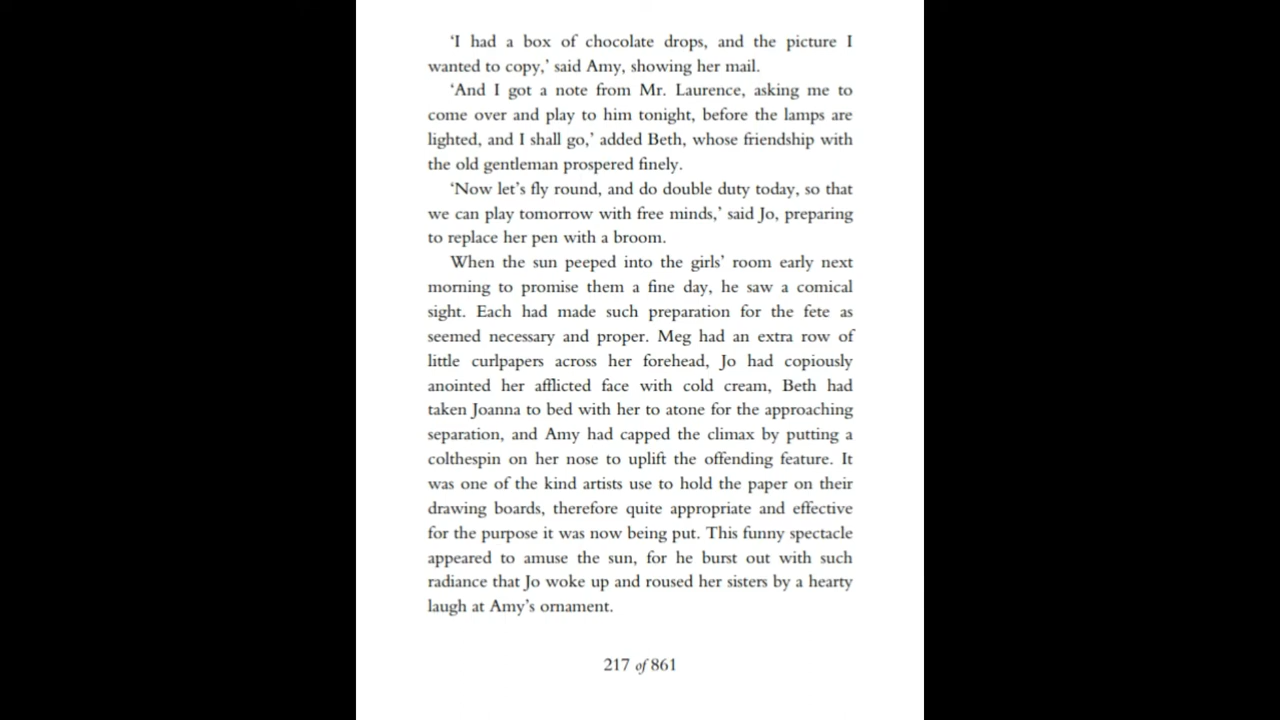 ‘I had a box of chocolate drops, and the picture I
wanted to copy,’ said Amy, showing her mail.
‘And I got a note from Mr. Laurence, asking me to
come over and play to him tonight, before the lamps are
lighted, and I shall go,’ added Beth, whose friendship with
the old gentleman prospered finely.
‘Now let’s fly round, and do double duty today, so that
we can play tomorrow with free minds,’ said Jo, preparing
to replace her pen with a broom.
When the sun peeped into the girls’ room early next
morning to promise them a fine day, he saw a comical
sight. Each had made such preparation for the fete as
seemed necessary and proper. Meg had an extra row of
little curlpapers across her forehead, Jo had copiously
anointed her afflicted face with cold cream, Beth had
taken Joanna to bed with her to atone for the approaching
separation, and Amy had capped the climax by putting a
colthespin on her nose to uplift the offending feature. It
was one of the kind artists use to hold the paper on their
drawing boards, therefore quite appropriate and effective
for the purpose it was now being put. This funny spectacle
appeared to amuse the sun, for he burst out with such
radiance that Jo woke up and roused her sisters by a hearty
laugh at Amy’s ornament.
217 of 861